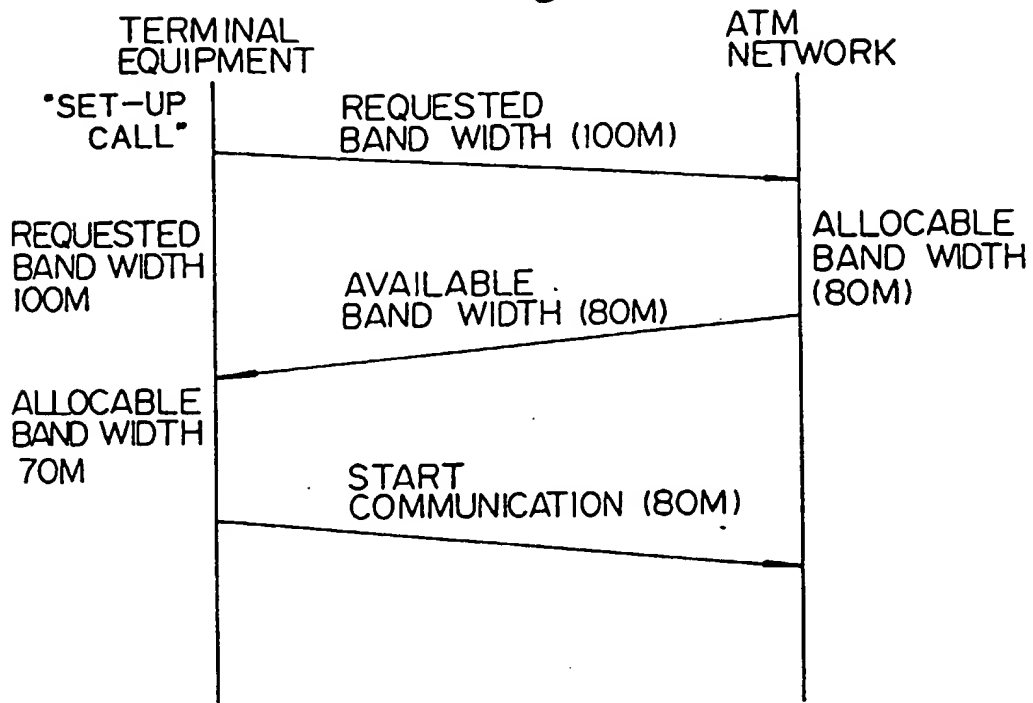 TERMINAL
EQUIPMENT
ATM
NETWORK
"SET-UP
CALL"
REQUESTED
BAND WIDTH (100M)
REQUESTED
BAND WIDTH
100M
ALLOCABLE
BAND WIDTH
(80M)
AVAILABLE
BAND WIDTH (80M)
ALLOCABLE
BAND WIDTH
70M
START
COMMUNICATION (80M)